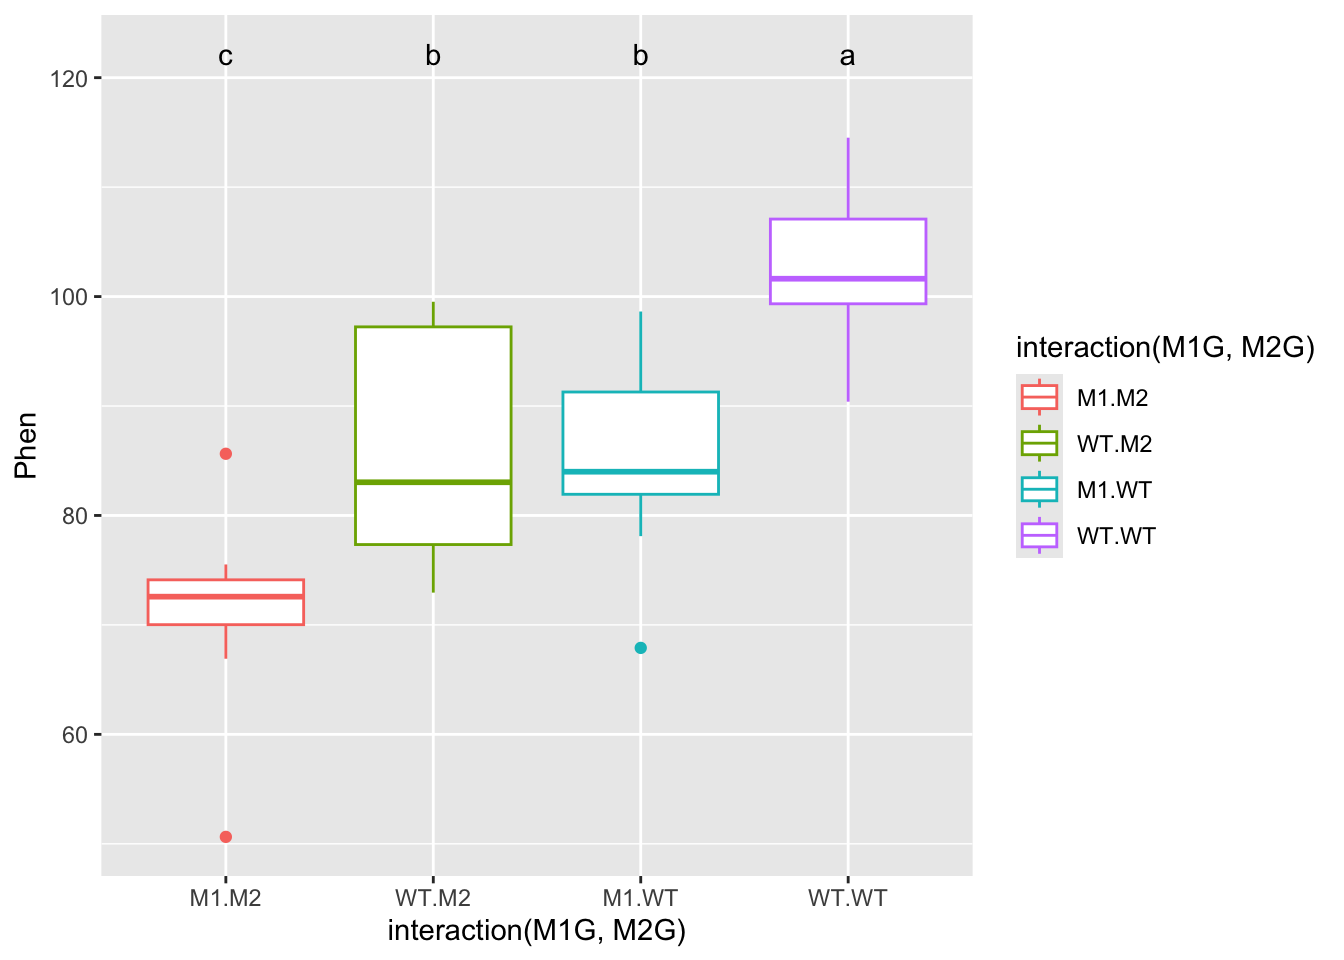 c b b a
120
100
80
60
Phen
M1.M2 WT.M2 M1.WT WT.WT
interaction(M1G, M2G)
interaction(M1G, M2G)
M1.M2
WT.M2
M1.WT
WT.WT